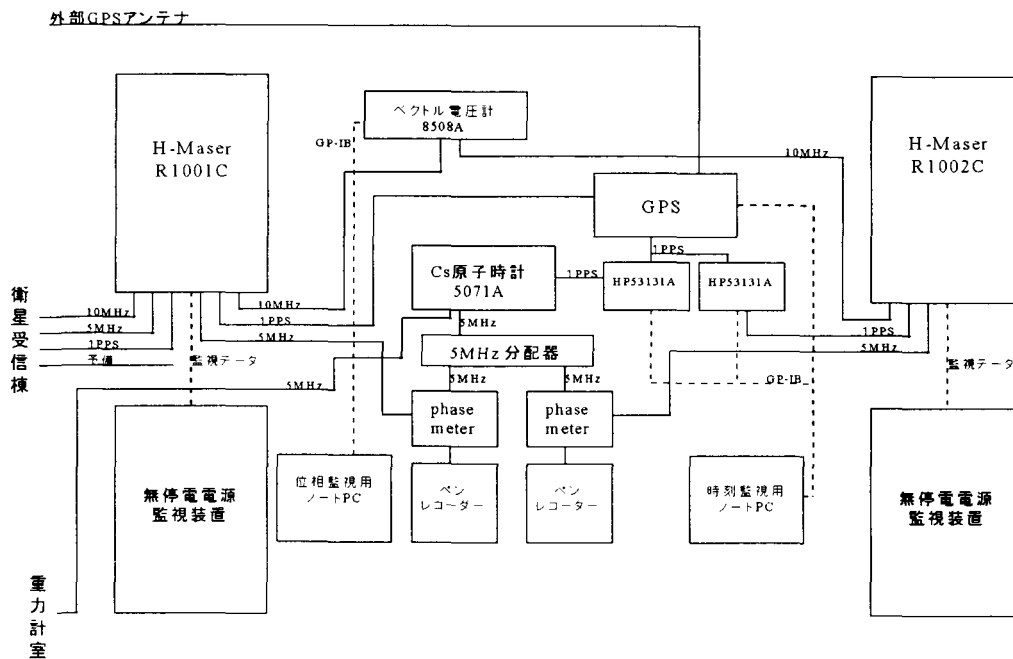 外部GPSアンテナ
H-Maser
R1001C
ベクトル電圧計
8508A
GP-IB
10MHz
H-Maser
R1002C
GPS
1PPS
Cs原子時計
5071A
1PPS
HP53131A
HP53131A
衛星受信棟
10MHz
5MHz
1PPS
予備
監視データ
10MHz
1PPS
5MHz
5MHz
5MHz
5MHz分配器
5MHz
5MHz
1PPS
5MHz
監視データ
GP-IB
phase
meter
phase
meter
無停電電源
監視装置
位相監視用
ノートPC
ペン
レコーダー
ペン
レコーダー
時刻監視用
ノートPC
無停電電源
監視装置
重力計室